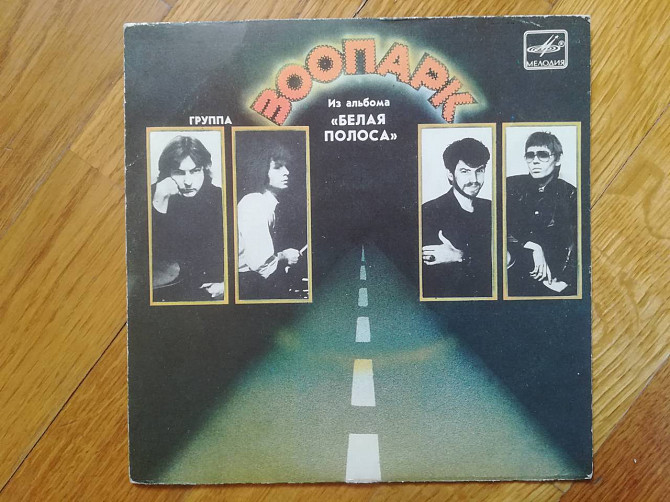 ЗООПАРК
МЕЛОДИЯ
Из альбома
ГРУППА
«БЕЛАЯ
ПОЛОСА»